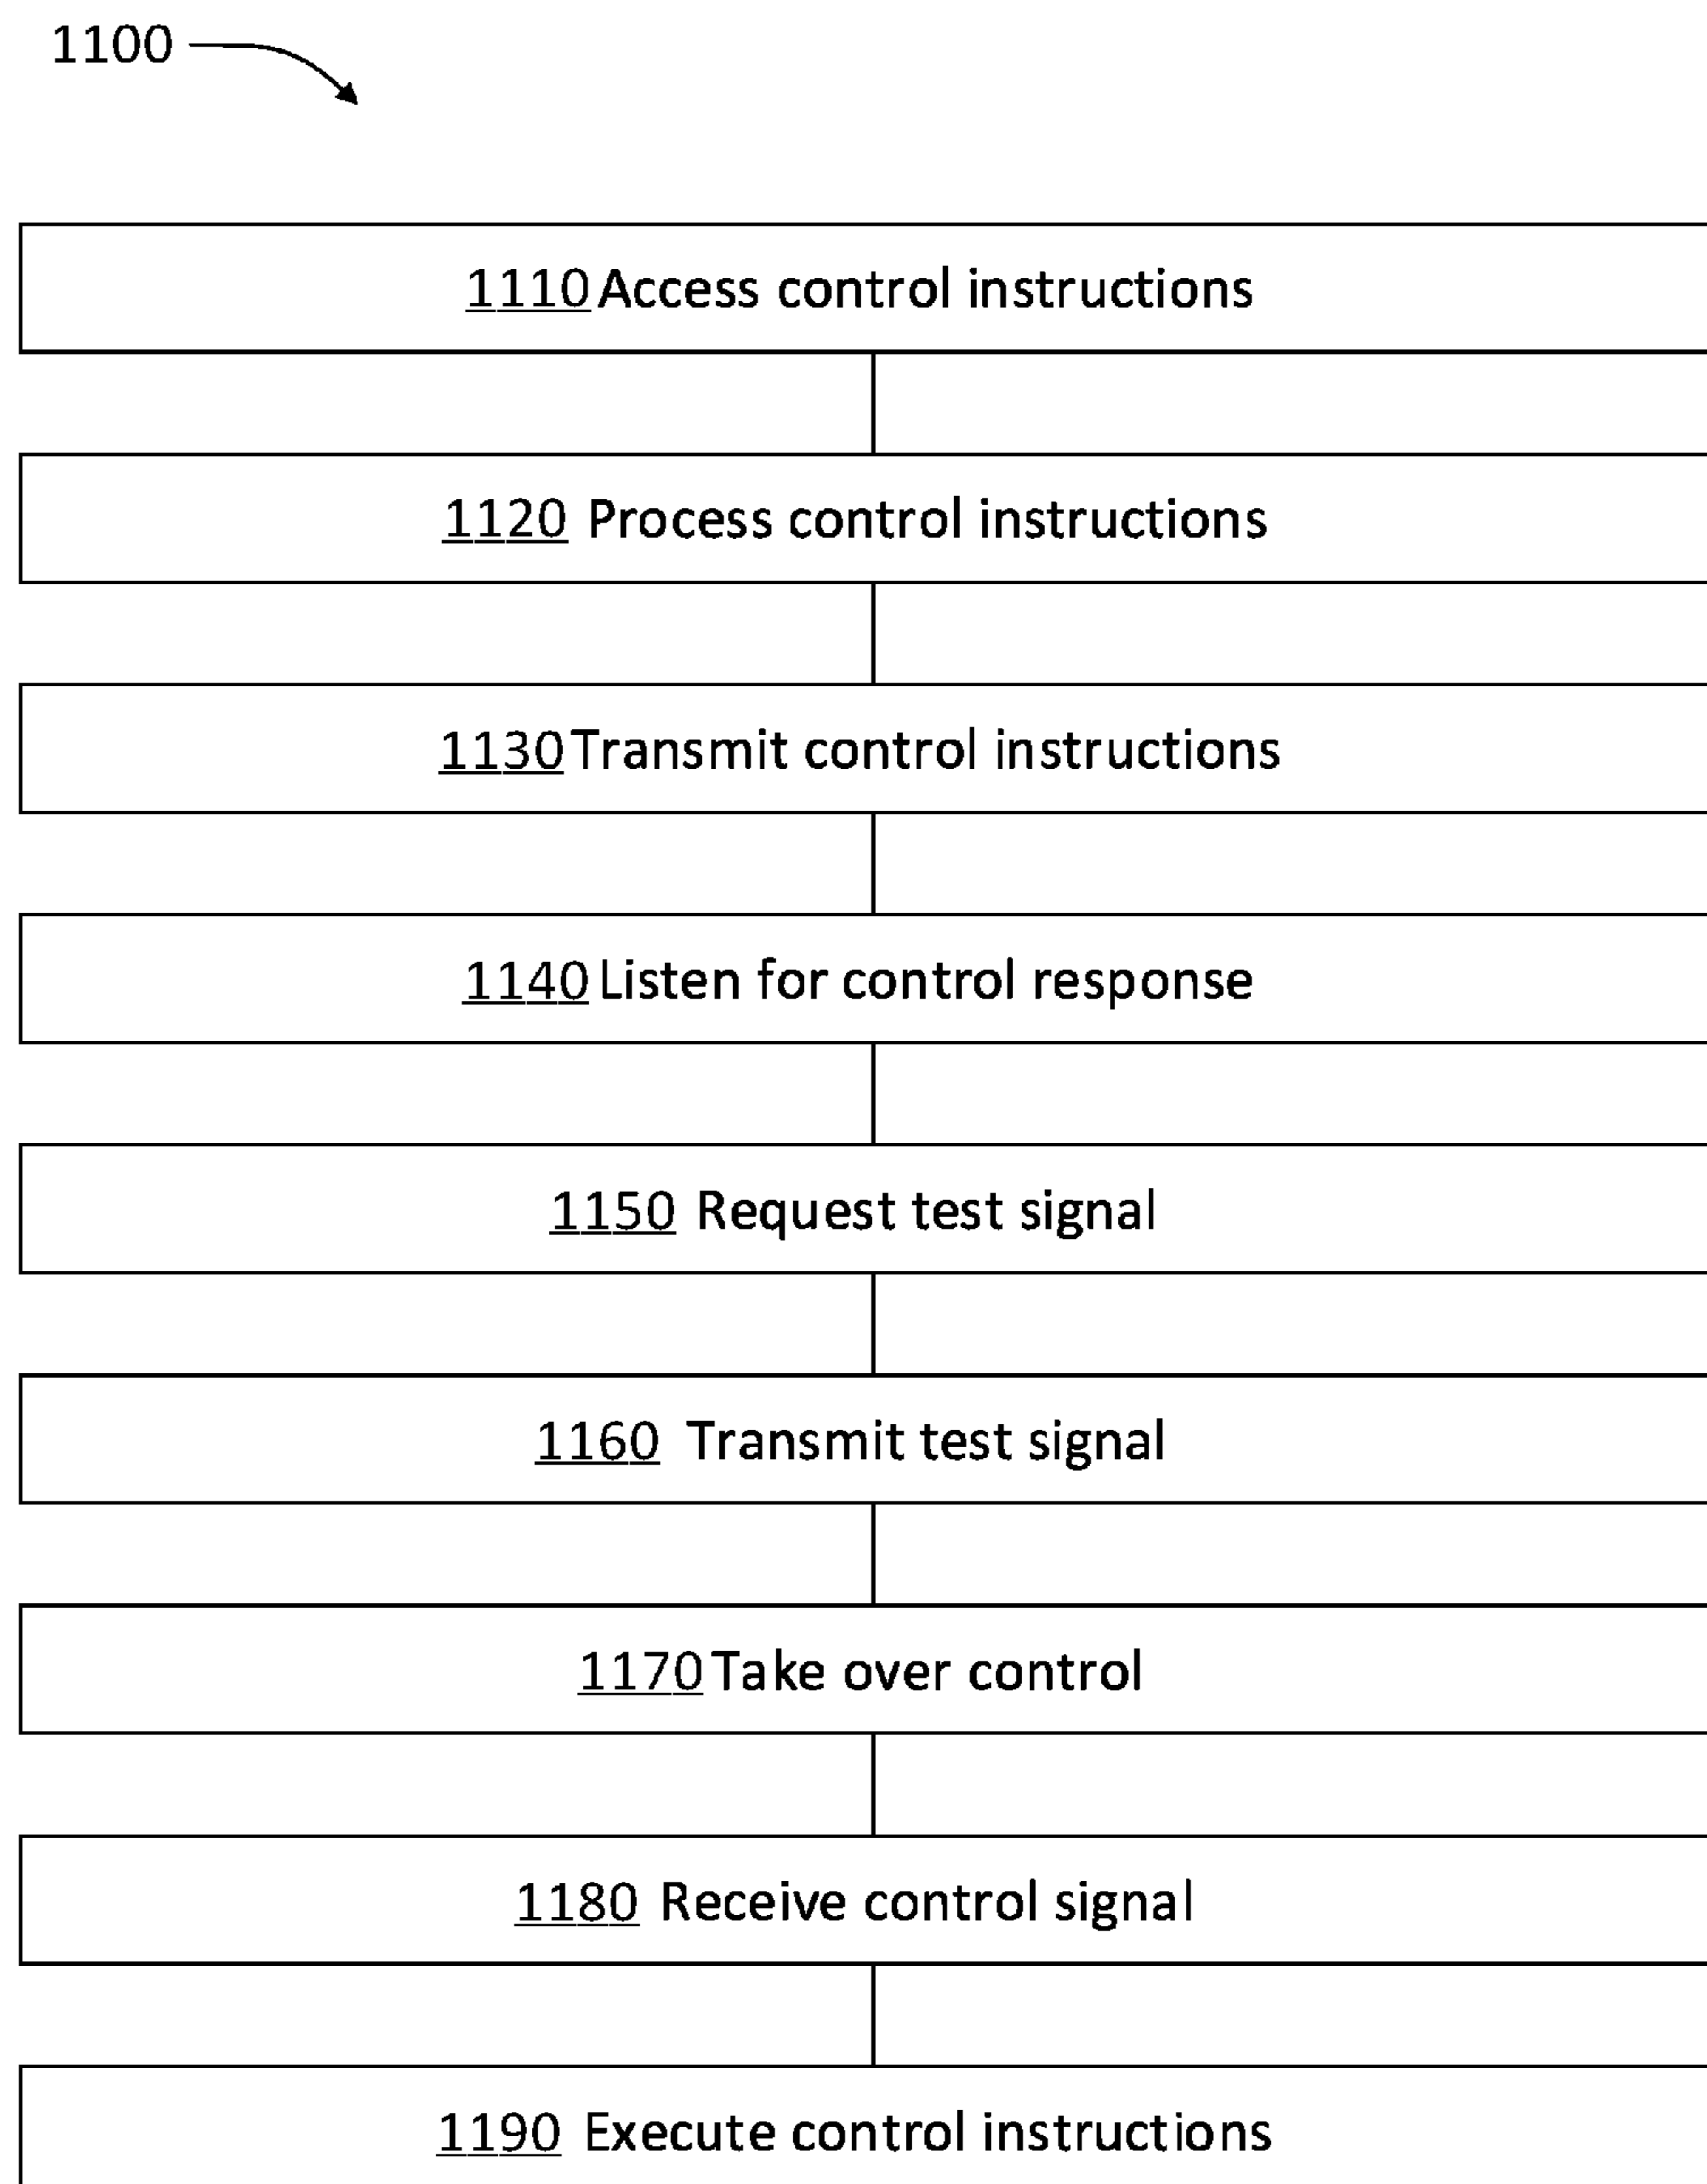 1100
1110 Access control instructions
1120 Process control instructions
1130 Transmit control instructions
1140 Listen for control response
1150 Request test signal
1160 Transmit test signal
1170 Take over control
1180 Receive control signal
1190 Execute control instructions